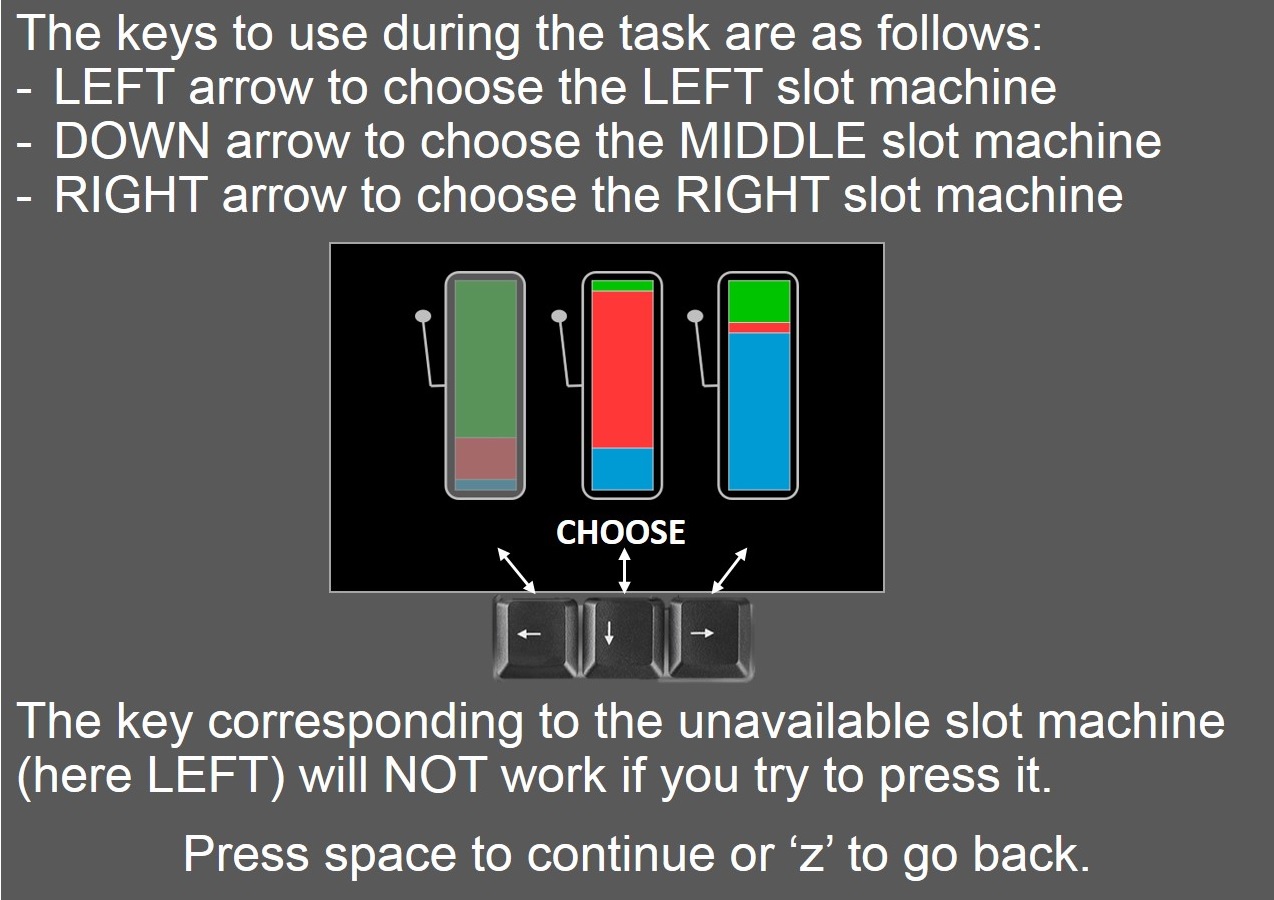 The keys to use during the task are as follows:
- LEFT arrow to choose the LEFT slot machine
- DOWN arrow to choose the MIDDLE slot machine
- RIGHT arrow to choose the RIGHT slot machine
CHOOSE
← ↓ →
The key corresponding to the unavailable slot machine
(here LEFT) will NOT work if you try to press it.
Press space to continue or ‘z’ to go back.